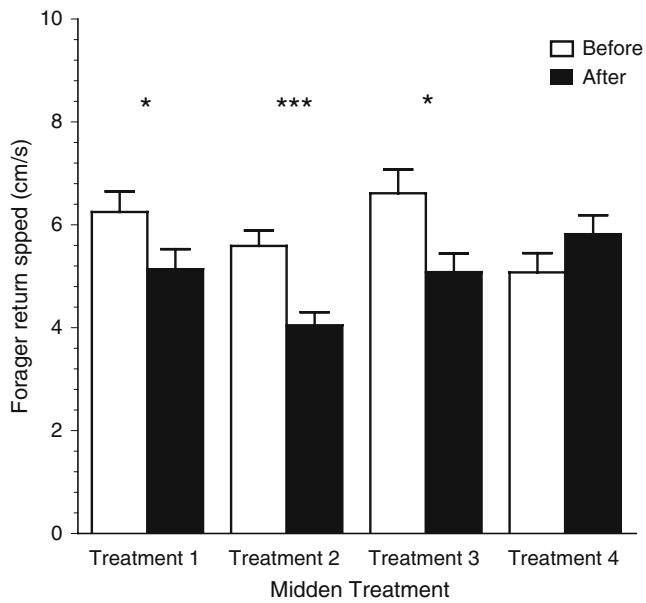 10
8
6
4
2
0
Forager return spped (cm/s)
Before
After
*
***
*
Treatment 1
Treatment 2
Treatment 3
Treatment 4
Midden Treatment